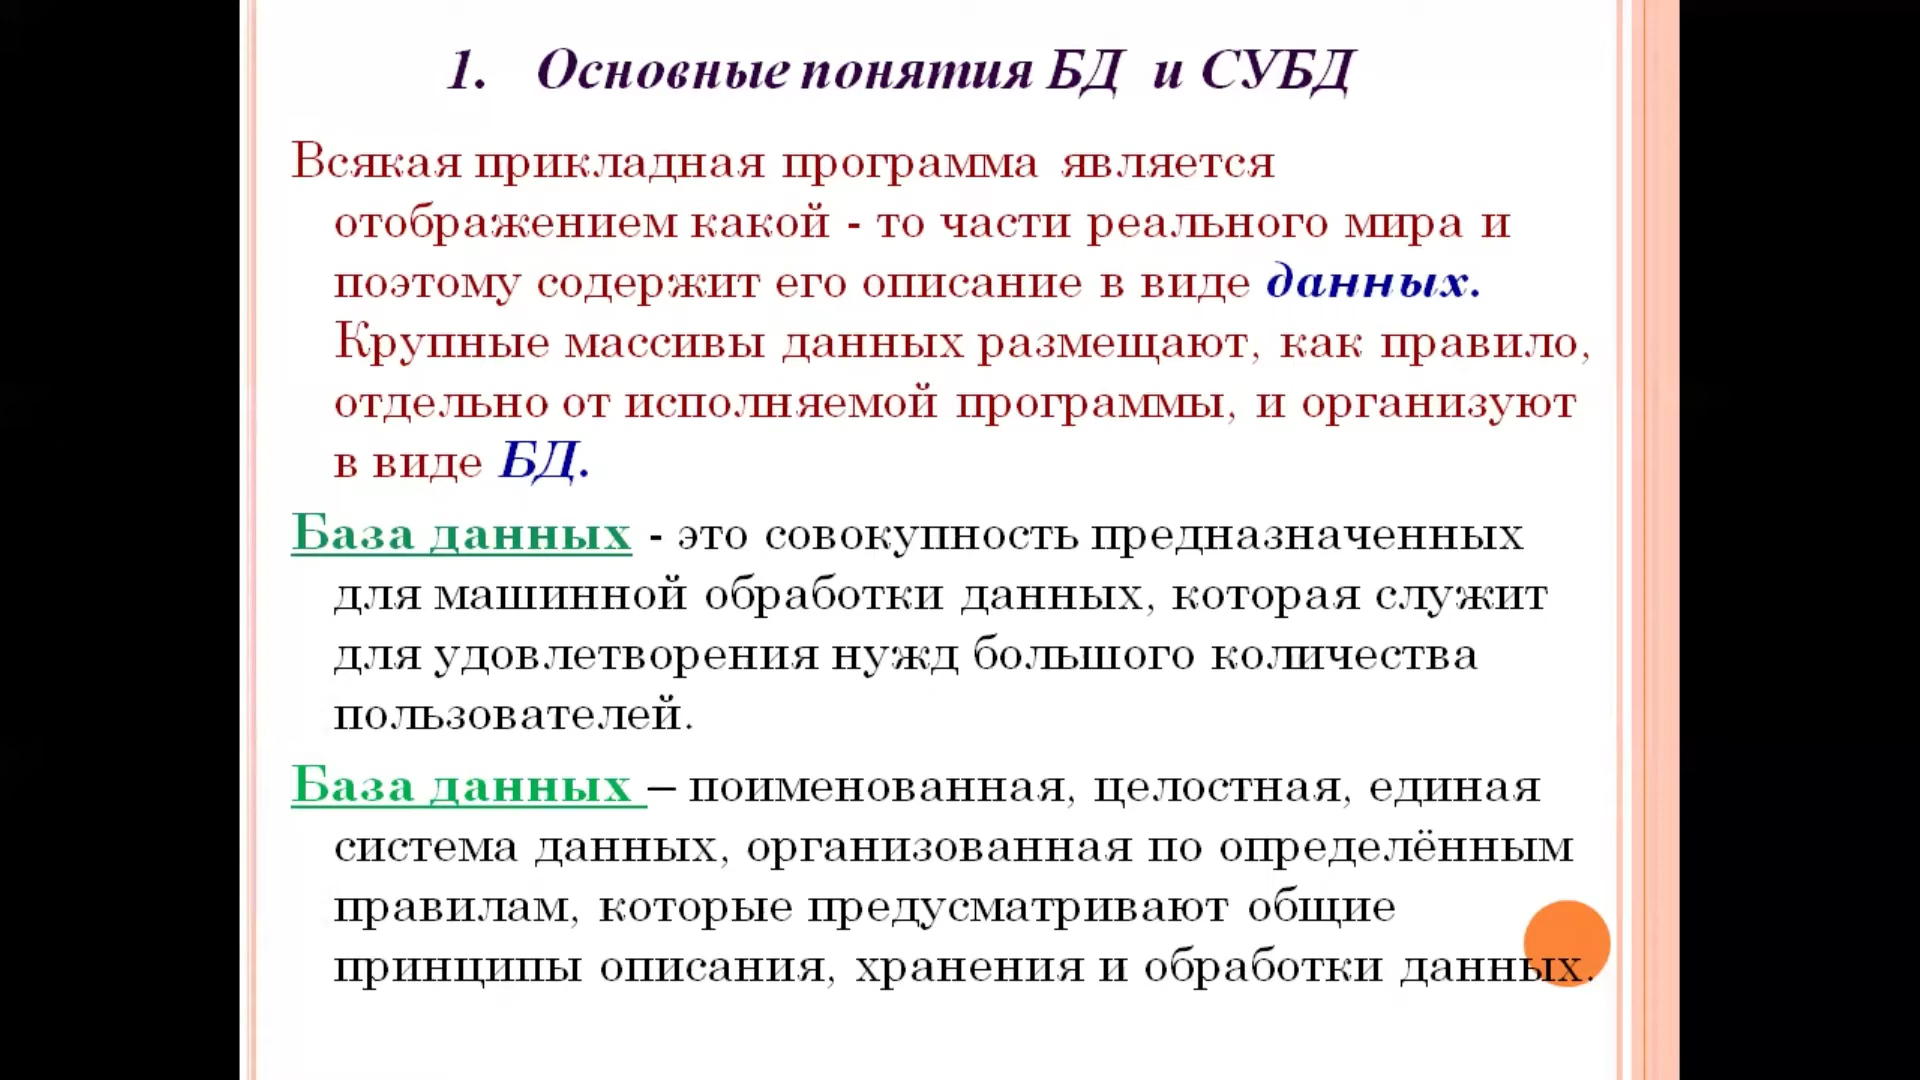 1. Основные понятия БД и СУБД
Всякая прикладная программа является
отображением какой - то части реального мира и
поэтому содержит его описание в виде данных.
Крупные массивы данных размещают, как правило,
отдельно от исполняемой программы, и организуют
в виде БД.
База данных - это совокупность предназначенных
для машинной обработки данных, которая служит
для удовлетворения нужд большого количества
пользователей.
База данных – поименованная, целостная, единая
система данных, организованная по определённым
правилам, которые предусматривают общие
принципы описания, хранения и обработки данных.